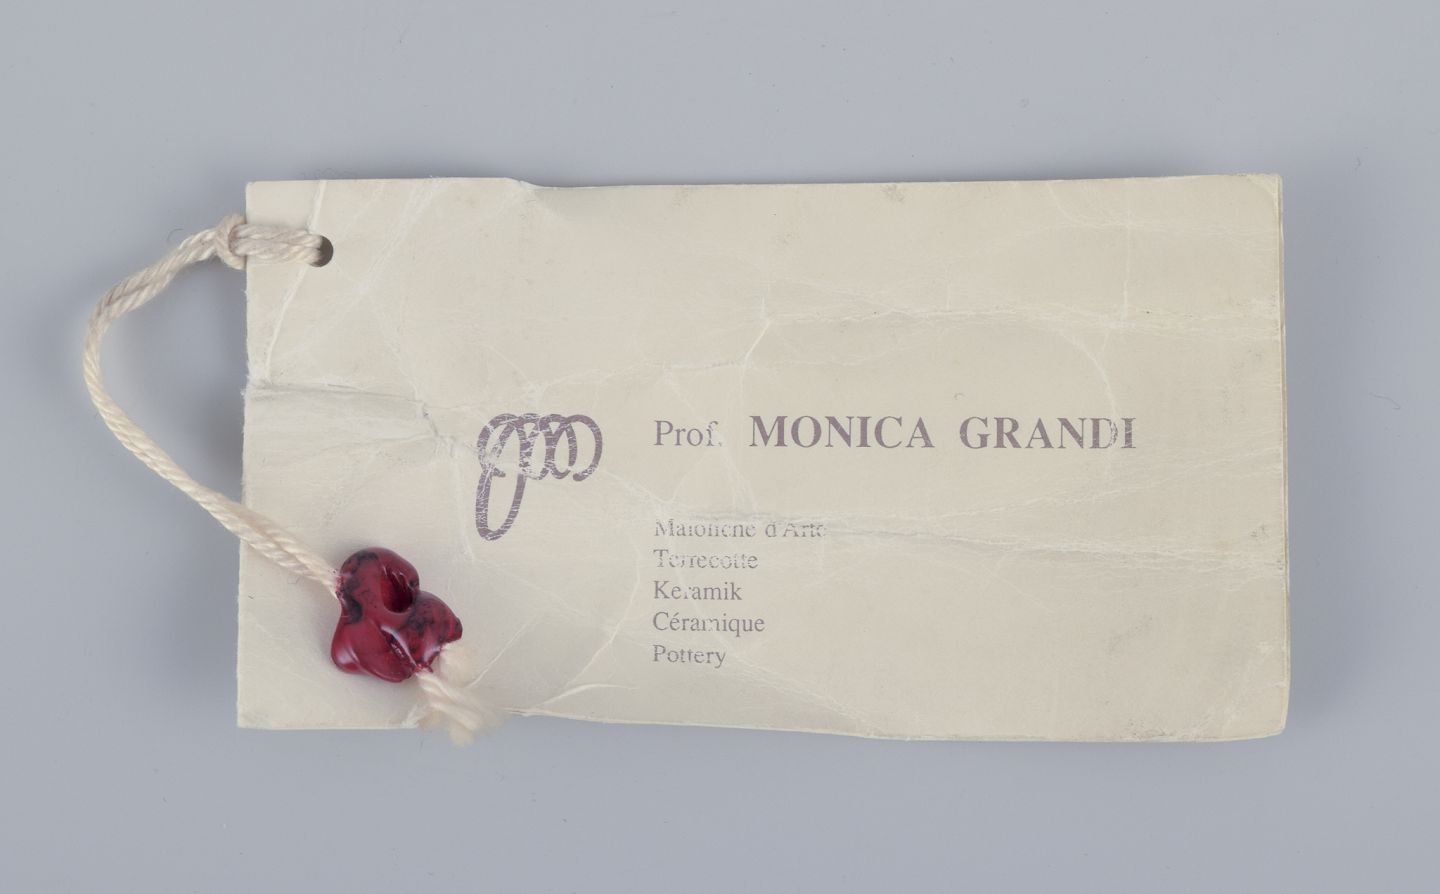 Prof. MONICA GRANDI
Maioliche d'Arte
Terrecotte
Keramik
Céramique
Pottery